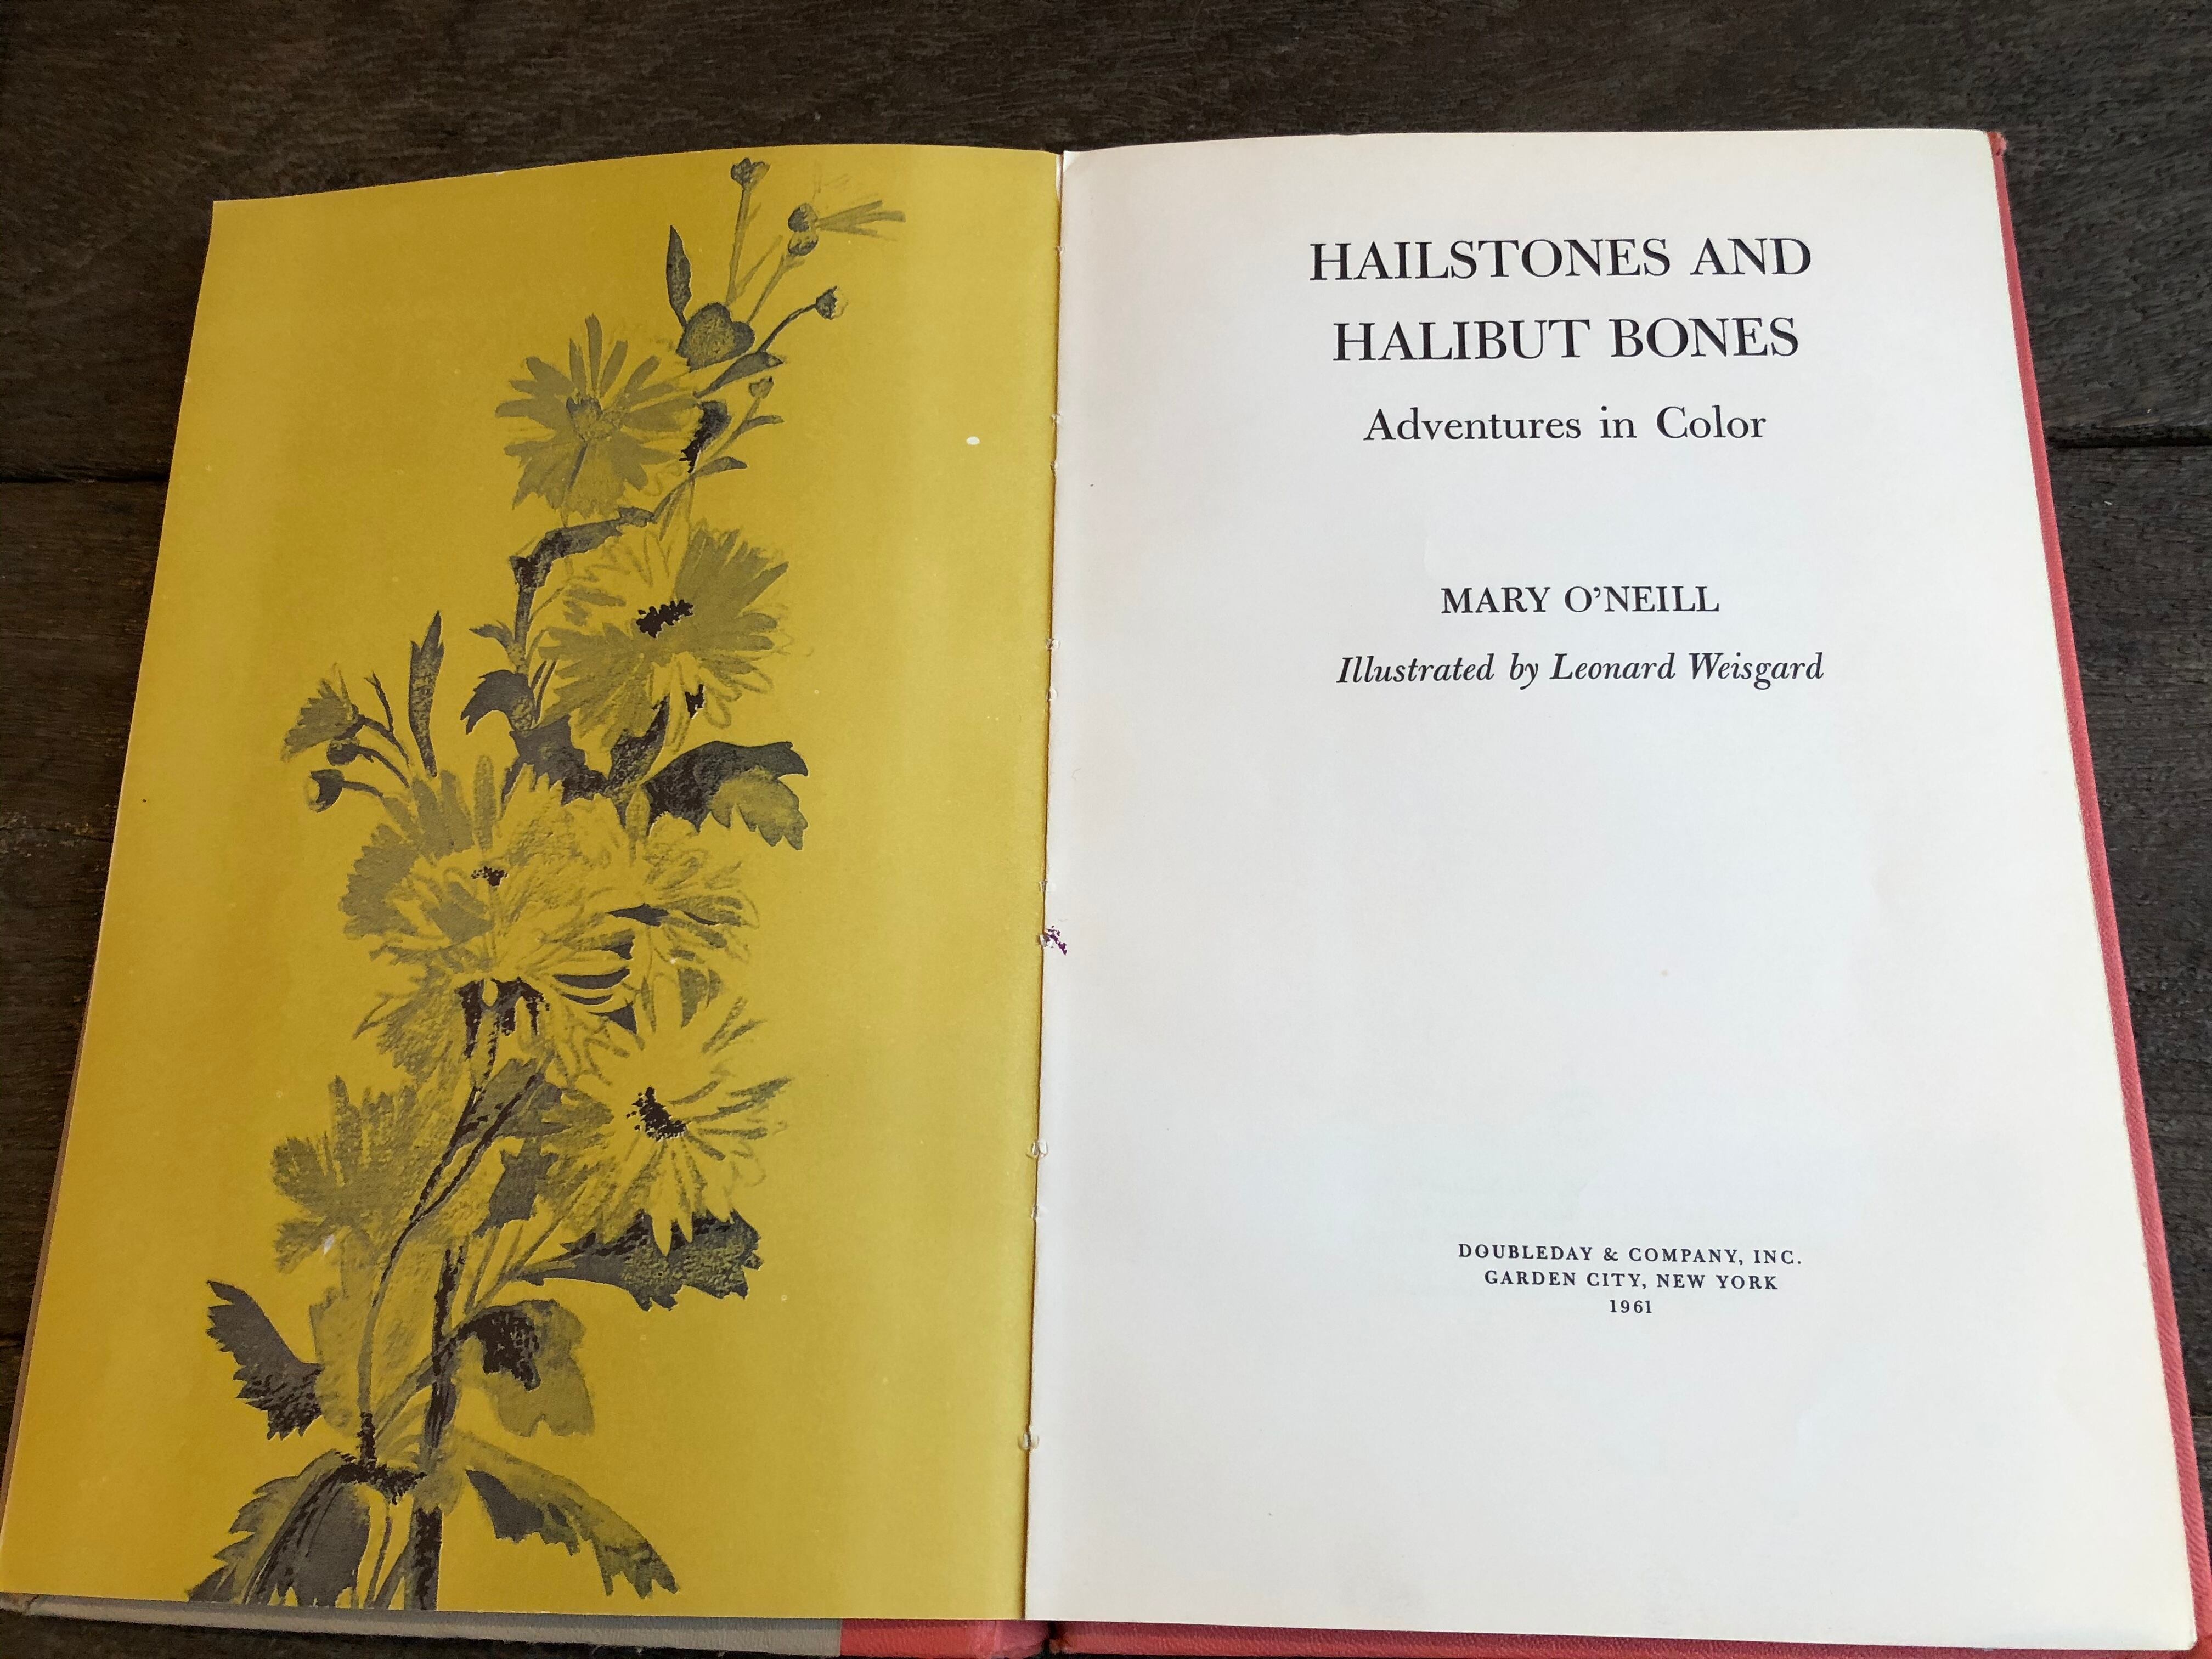 HAILSTONES AND
HALIBUT BONES
Adventures in Color
MARY O'NEILL
Illustrated by Leonard Weisgard
DOUBLEDAY & COMPANY, INC.
GARDEN CITY, NEW YORK
1961